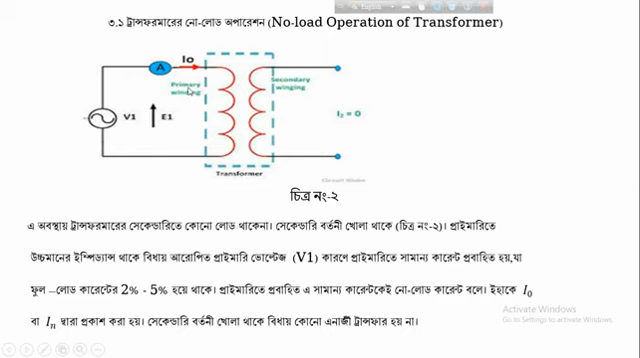 ৩.১ ট্রান্সফরমারের নো-লোড অপারেশন (No-load Operation of Transformer)
Io
A
Primary
winding
Secondary
winging
V1
E1
I₂ = 0
Transformer
চিত্র নং-২
এ অবস্থায় ট্রান্সফরমারের সেকেন্ডারিতে কোনো লোড থাকেনা। সেকেন্ডারি বর্তনী খোলা থাকে (চিত্র নং-২)। প্রাইমারিতে
উচ্চমানের ইম্পিড্যান্স থাকে বিধায় আরোপিত প্রাইমারি ভোল্টেজ (V1) কারণে প্রাইমারিতে সামান্য কারেন্ট প্রবাহিত হয়,যা
ফুল –লোড কারেন্টের 2% - 5% হয়ে থাকে। প্রাইমারিতে প্রবাহিত এ সামান্য কারেন্টকেই নো-লোড কারেন্ট বলে। ইহাকে I₀
বা Iₙ দ্বারা প্রকাশ করা হয়। সেকেন্ডারি বর্তনী খোলা থাকে বিধায় কোনো এনার্জী ট্রান্সফার হয় না।
Activate Windows
Go to Settings to activate Windows.